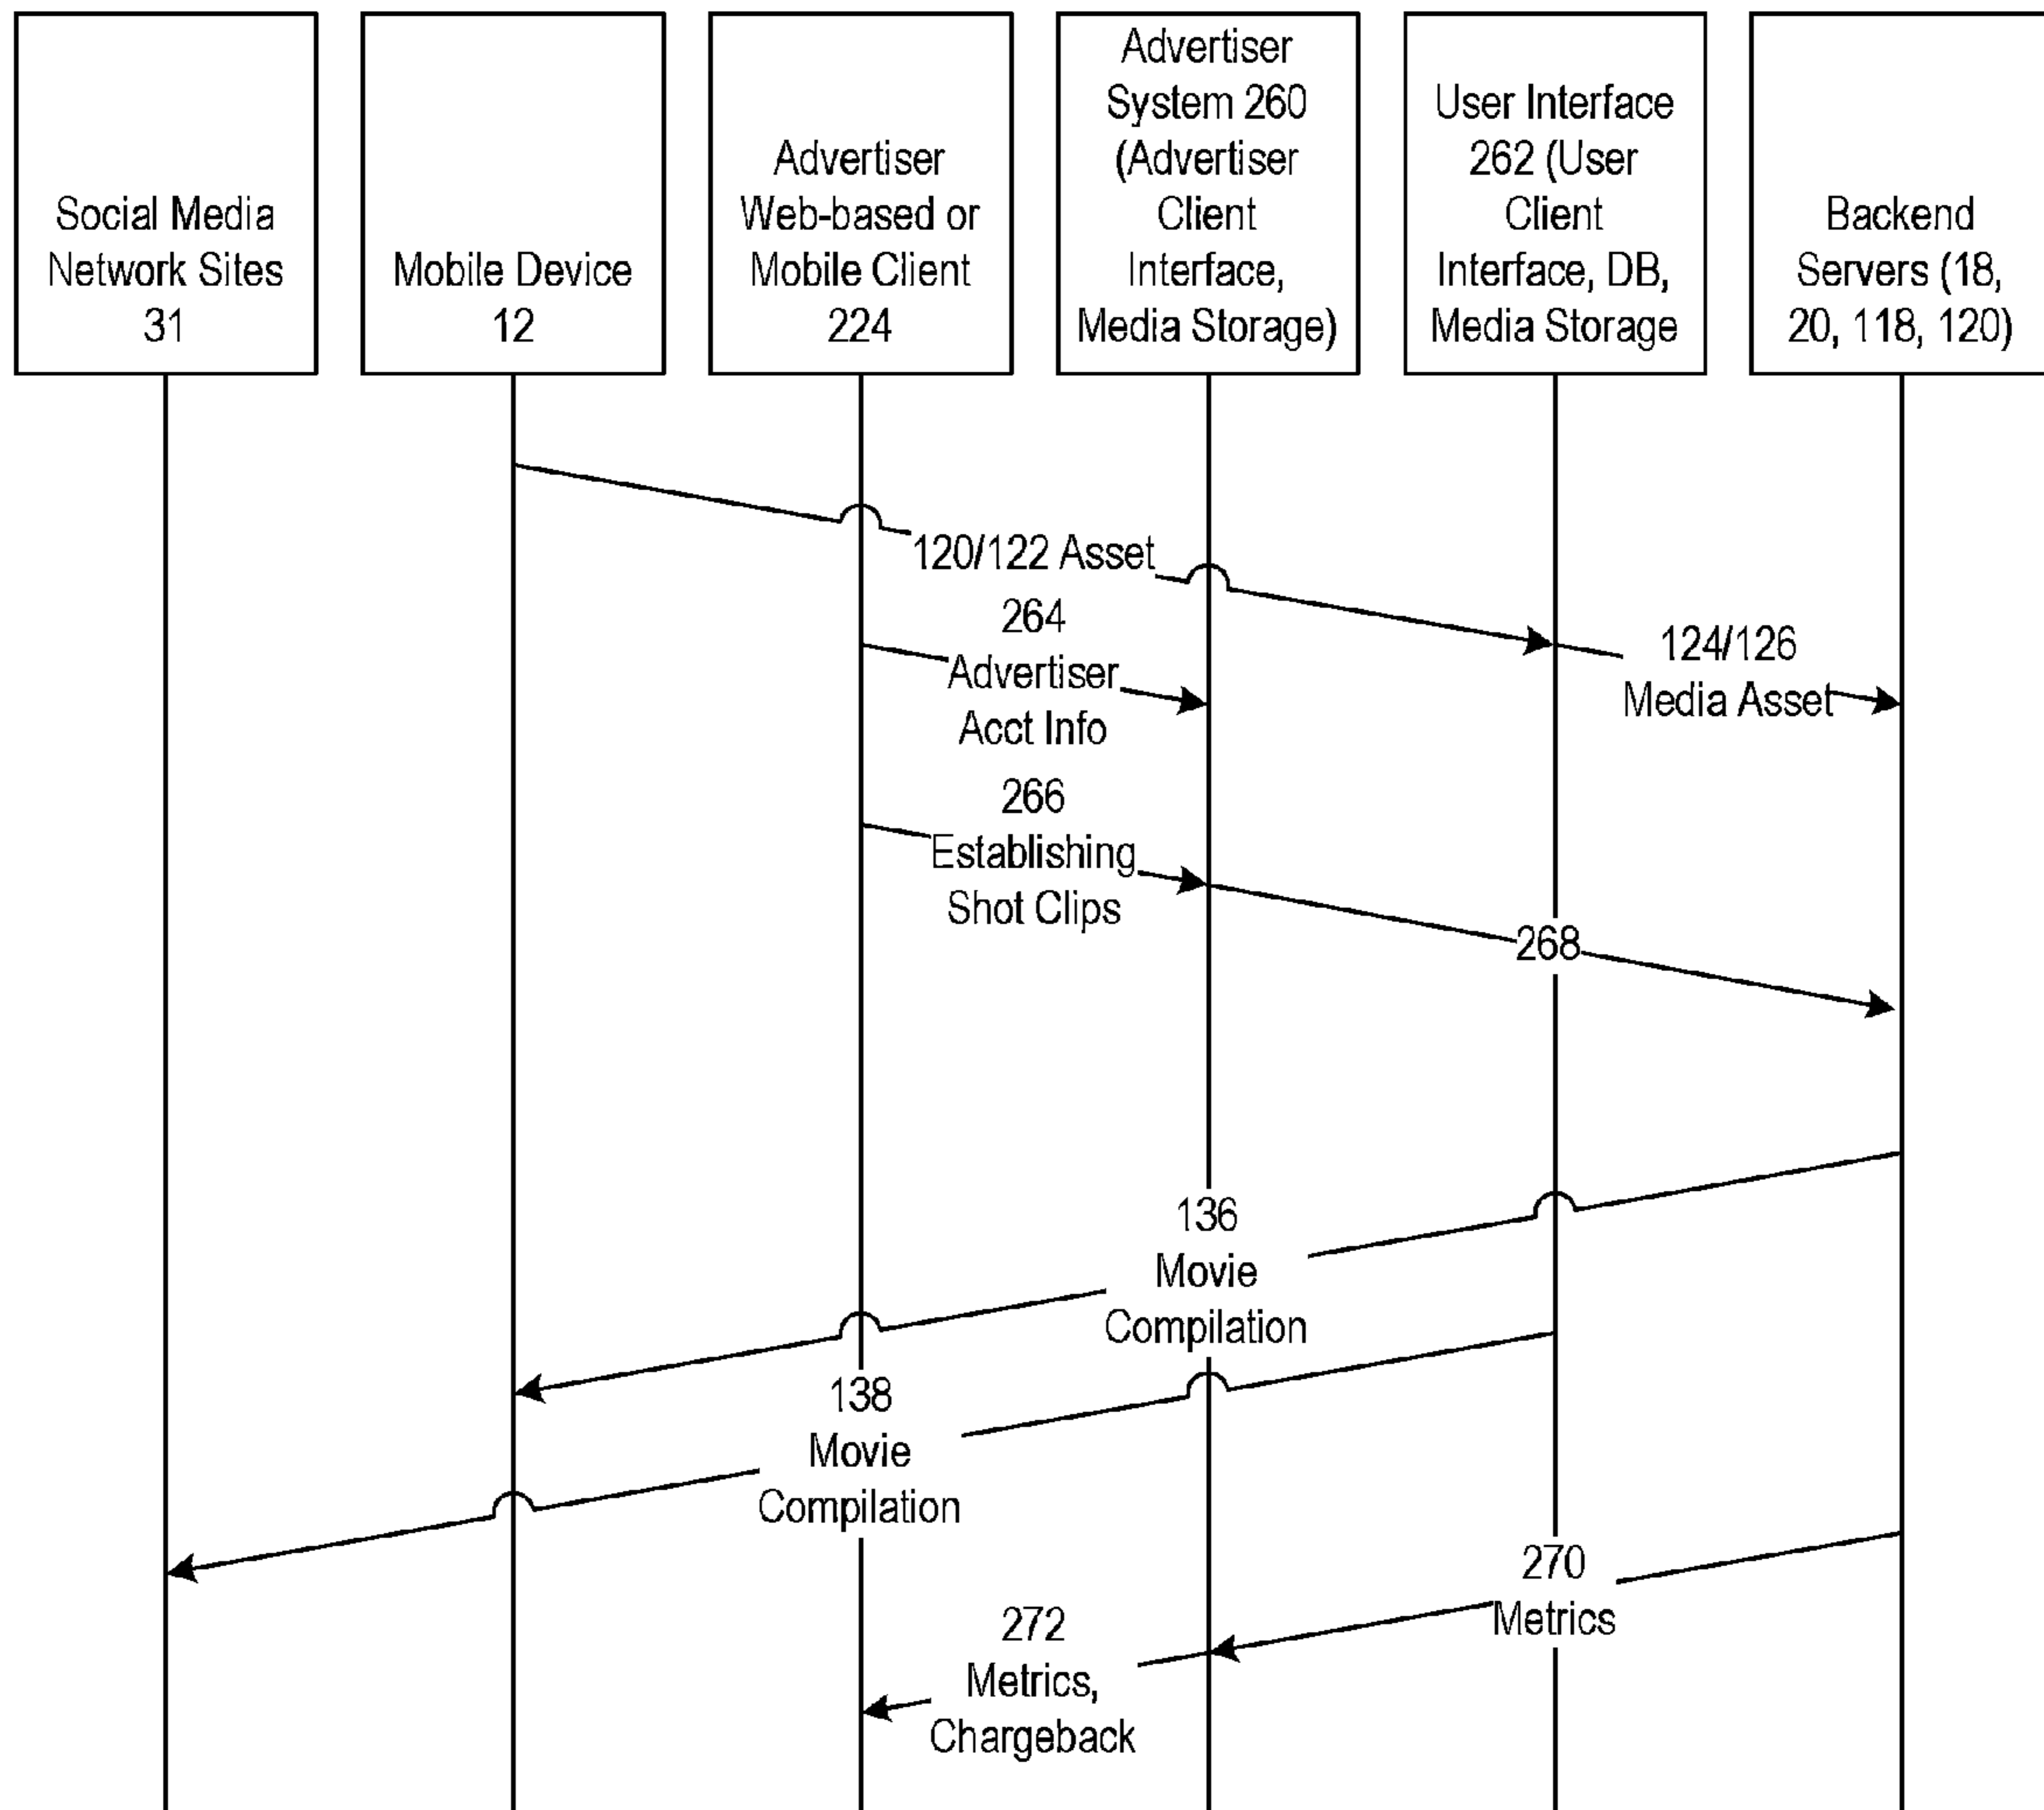 Social Media
Network Sites
31
Mobile Device
12
Advertiser
Web-based or
Mobile Client
224
Advertiser
System 260
(Advertiser
Client
Interface,
Media Storage)
User Interface
262 (User
Client
Interface, DB,
Media Storage
Backend
Servers (18,
20, 118, 120)
120/122 Asset
264
Advertiser
Acct Info
124/126
Media Asset
266
Establishing
Shot Clips
268
136
Movie
Compilation
138
Movie
Compilation
270
Metrics
272
Metrics,
Chargeback